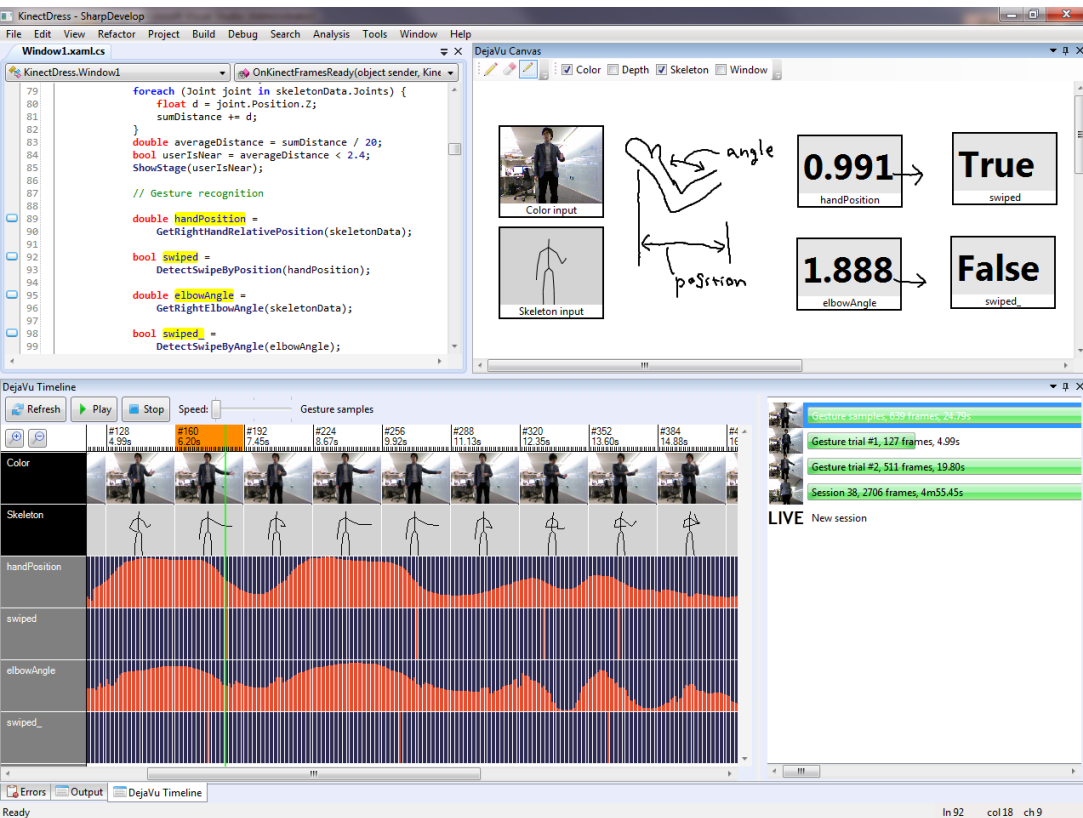 KinectDress - SharpDevelop
File Edit View Refactor Project Build Debug Search Analysis Tools Window Help
Window1.xaml.cs
KinectDress.Window1 OnKinectFramesReady(object sender, Kine
79 foreach (Joint joint in skeletonData.Joints) {
80 float d = joint.Position.Z;
81 sumDistance += d;
82 }
83 double averageDistance = sumDistance / 20;
84 bool userIsNear = averageDistance < 2.4;
85 ShowStage(userIsNear);
86
87 // Gesture recognition
88
89 double handPosition =
90 GetRightHandRelativePosition(skeletonData);
91
92 bool swiped =
93 DetectSwipeByPosition(handPosition);
94
95 double elbowAngle =
96 GetRightElbowAngle(skeletonData);
97
98 bool swiped_ =
99 DetectSwipeByAngle(elbowAngle);
DejaVu Canvas
Color Depth Skeleton Window
Color input
Skeleton input
angle
position
0.991
handPosition
True
swiped
1.888
elbowAngle
False
swiped_
DejaVu Timeline
Refresh Play Stop Speed: Gesture samples
#128 #160 #192 #224 #256 #288 #320 #352 #384 #4
4.99s 6.20s 7.45s 8.67s 9.92s 11.13s 12.35s 13.60s 14.88s 16
Color
Skeleton
handPosition
swiped
elbowAngle
swiped_
Gesture samples, 639 frames, 24.79s
Gesture trial #1, 127 frames, 4.99s
Gesture trial #2, 511 frames, 19.80s
Session 38, 2706 frames, 4m55.45s
LIVE New session
Errors Output DejaVu Timeline
Ready ln 92 col 18 ch 9